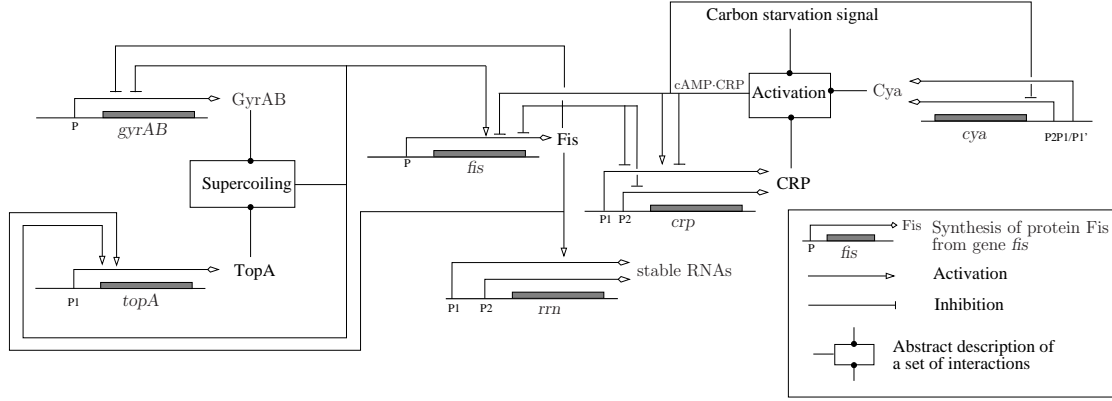 Carbon starvation signal
cAMP·CRP
Activation
Cya
GyrAB
P
gyrAB
Fis
P
fis
cya
P2P1/P1'
Supercoiling
CRP
P1 P2
crp
TopA
P1
topA
stable RNAs
P1 P2
rrn
Fis
P
fis
Synthesis of protein Fis
from gene fis
Activation
Inhibition
Abstract description of
a set of interactions